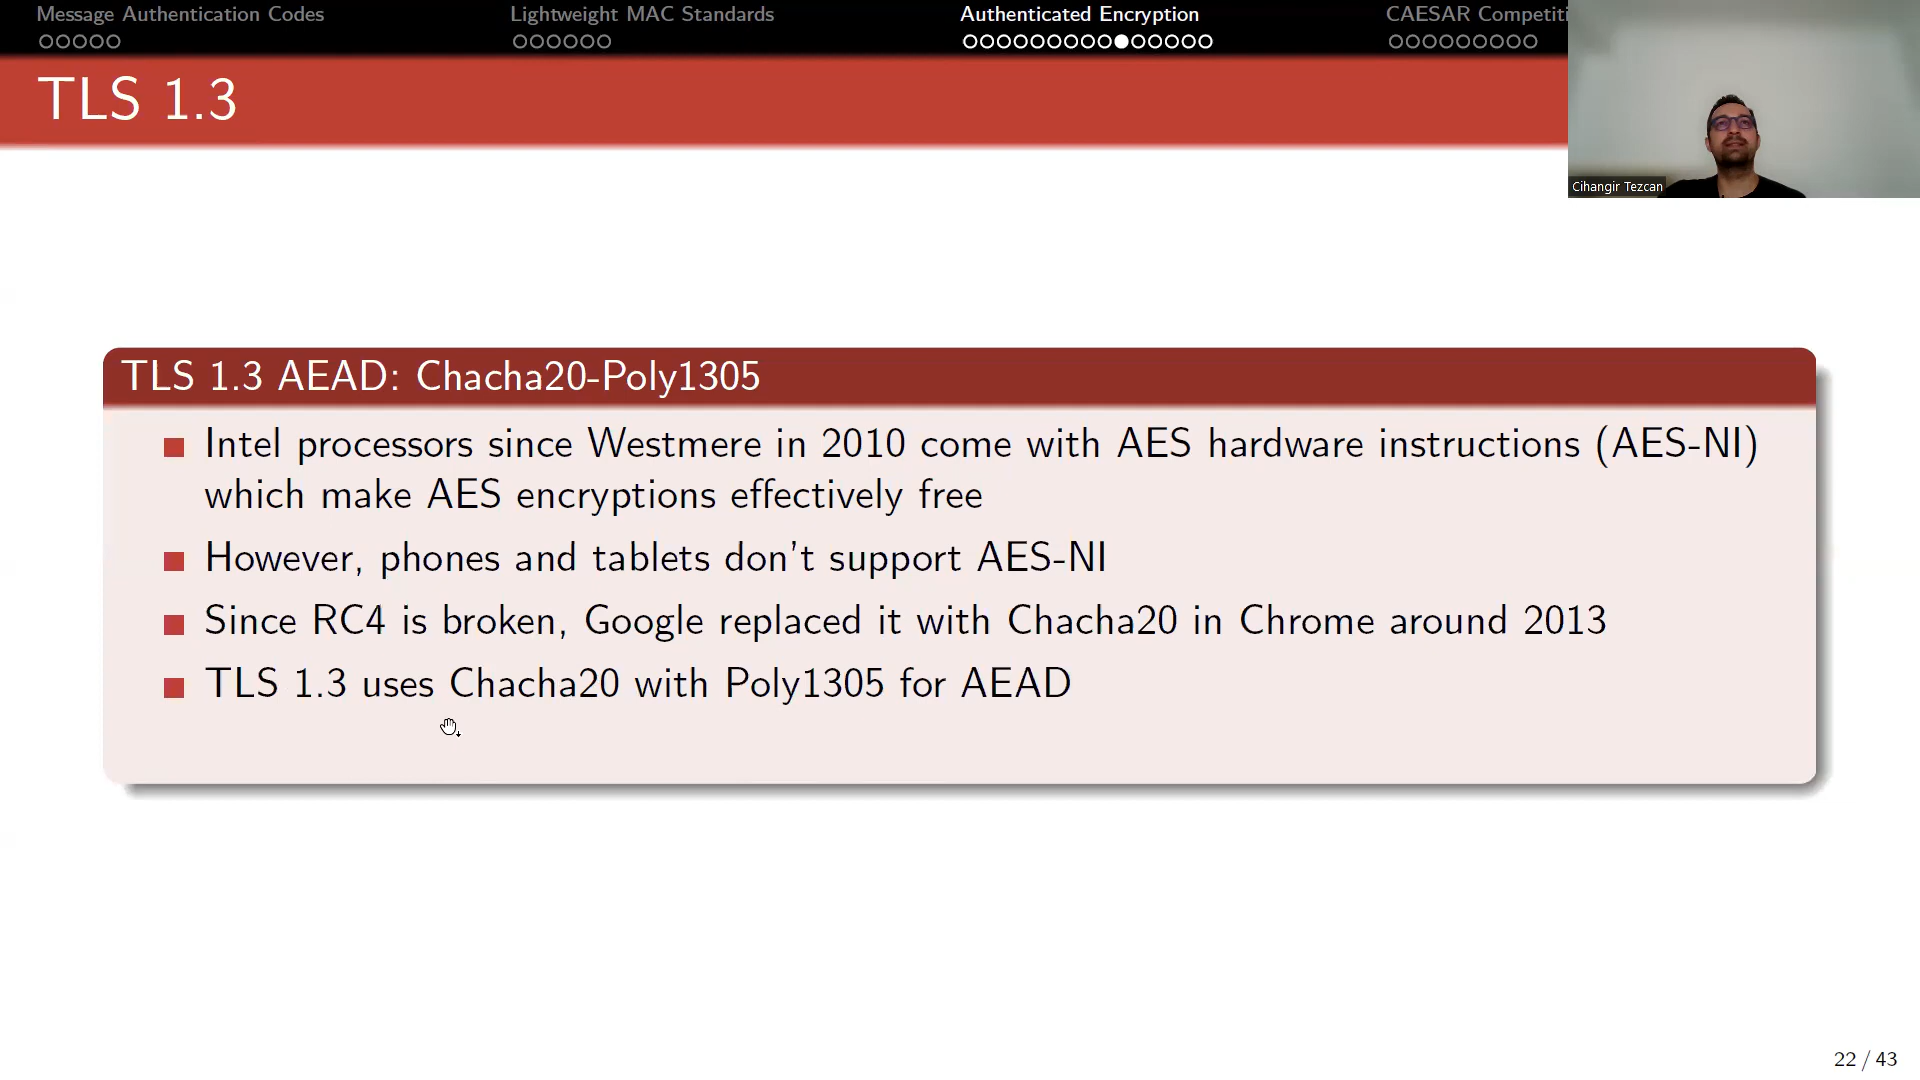 Message Authentication Codes
Lightweight MAC Standards
Authenticated Encryption
CAESAR Competiti
TLS 1.3
Cihangir Tezcan
TLS 1.3 AEAD: Chacha20-Poly1305
Intel processors since Westmere in 2010 come with AES hardware instructions (AES-NI)
which make AES encryptions effectively free
However, phones and tablets don't support AES-NI
Since RC4 is broken, Google replaced it with Chacha20 in Chrome around 2013
TLS 1.3 uses Chacha20 with Poly1305 for AEAD
22 / 43